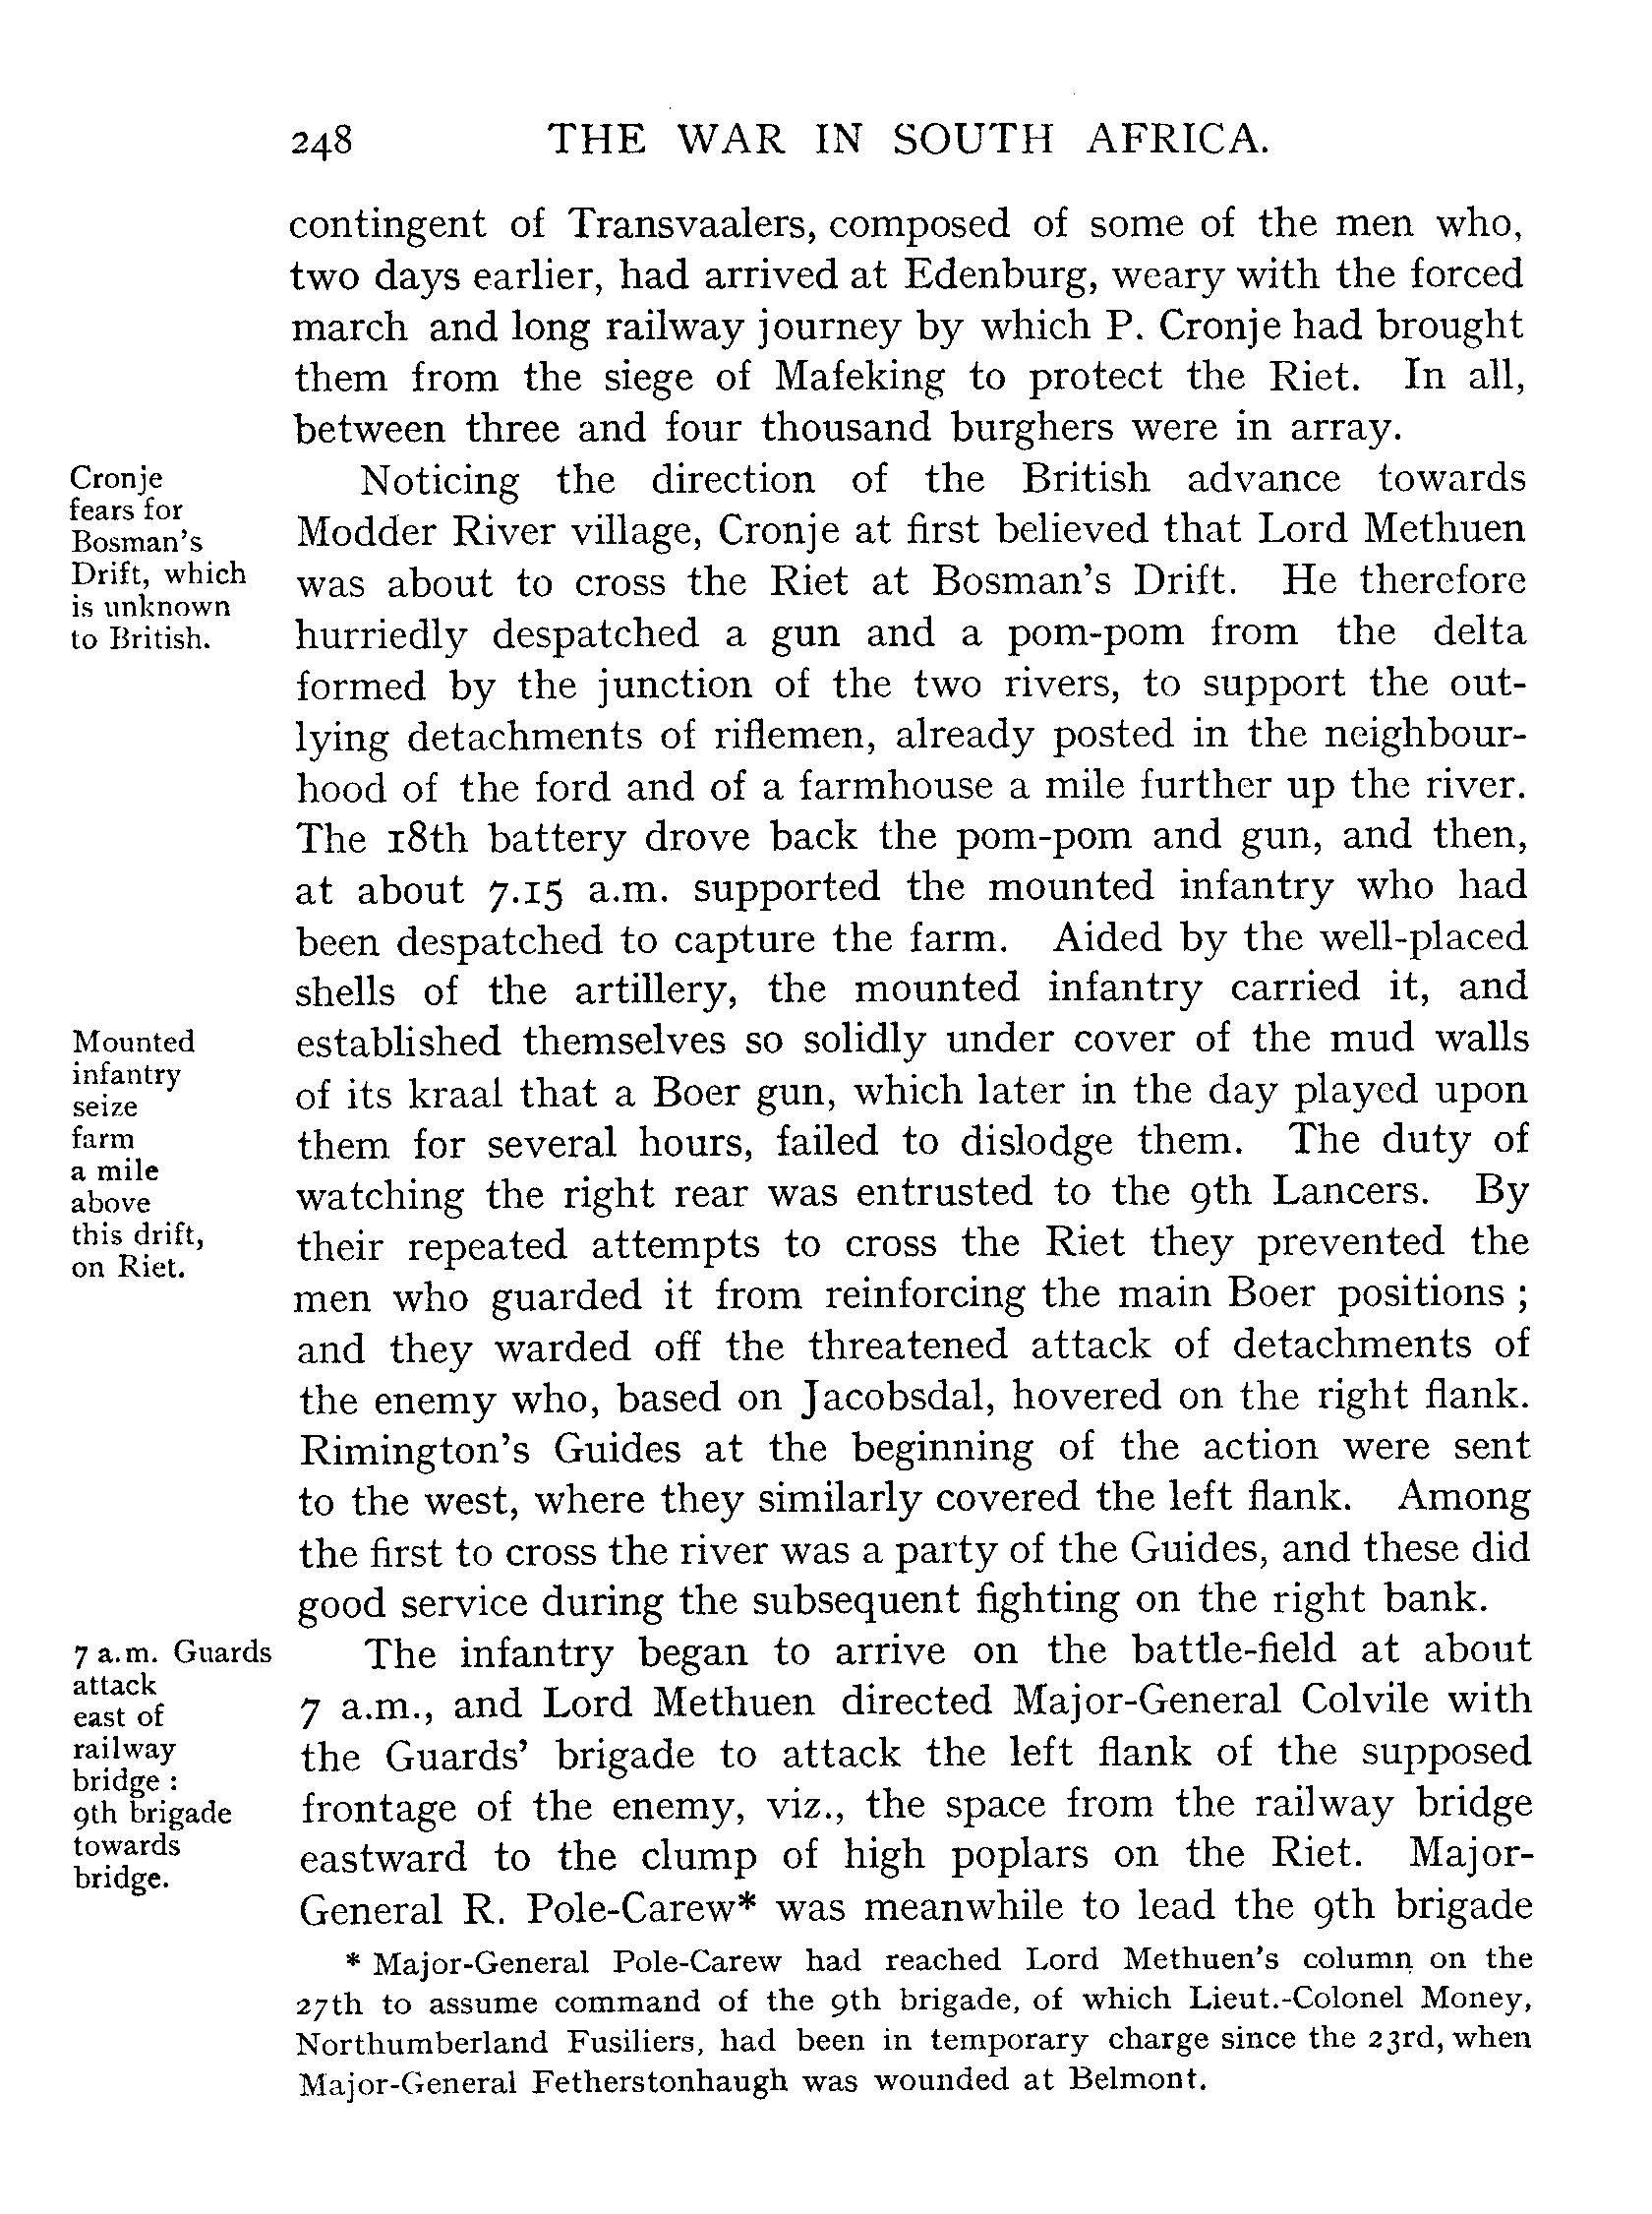 248 THE WAR IN SOUTH AFRICA.
contingent of Transvaalers, composed of some of the men who,
two days earlier, had arrived at Edenburg, weary with the forced
march and long railway journey by which P. Cronje had brought
them from the siege of Mafeking to protect the Riet. In all,
between three and four thousand burghers were in array.
Cronje
fears for
Bosman's
Drift, which
is unknown
to British.
Noticing the direction of the British advance towards
Modder River village, Cronje at first believed that Lord Methuen
was about to cross the Riet at Bosman's Drift. He therefore
hurriedly despatched a gun and a pom-pom from the delta
formed by the junction of the two rivers, to support the out-
lying detachments of riflemen, already posted in the neighbour-
hood of the ford and of a farmhouse a mile further up the river.
The 18th battery drove back the pom-pom and gun, and then,
at about 7.15 a.m. supported the mounted infantry who had
been despatched to capture the farm. Aided by the well-placed
shells of the artillery, the mounted infantry carried it, and
Mounted
infantry
seize
farm
a mile
above
this drift,
on Riet.
established themselves so solidly under cover of the mud walls
of its kraal that a Boer gun, which later in the day played upon
them for several hours, failed to dislodge them. The duty of
watching the right rear was entrusted to the 9th Lancers. By
their repeated attempts to cross the Riet they prevented the
men who guarded it from reinforcing the main Boer positions ;
and they warded off the threatened attack of detachments of
the enemy who, based on Jacobsdal, hovered on the right flank.
Rimington's Guides at the beginning of the action were sent
to the west, where they similarly covered the left flank. Among
the first to cross the river was a party of the Guides, and these did
good service during the subsequent fighting on the right bank.
7 a.m. Guards
attack
east of
railway
bridge :
9th brigade
towards
bridge.
The infantry began to arrive on the battle-field at about
7 a.m., and Lord Methuen directed Major-General Colvile with
the Guards' brigade to attack the left flank of the supposed
frontage of the enemy, viz., the space from the railway bridge
eastward to the clump of high poplars on the Riet. Major-
General R. Pole-Carew* was meanwhile to lead the 9th brigade
* Major-General Pole-Carew had reached Lord Methuen's column on the
27th to assume command of the 9th brigade, of which Lieut.-Colonel Money,
Northumberland Fusiliers, had been in temporary charge since the 23rd, when
Major-General Fetherstonhaugh was wounded at Belmont.